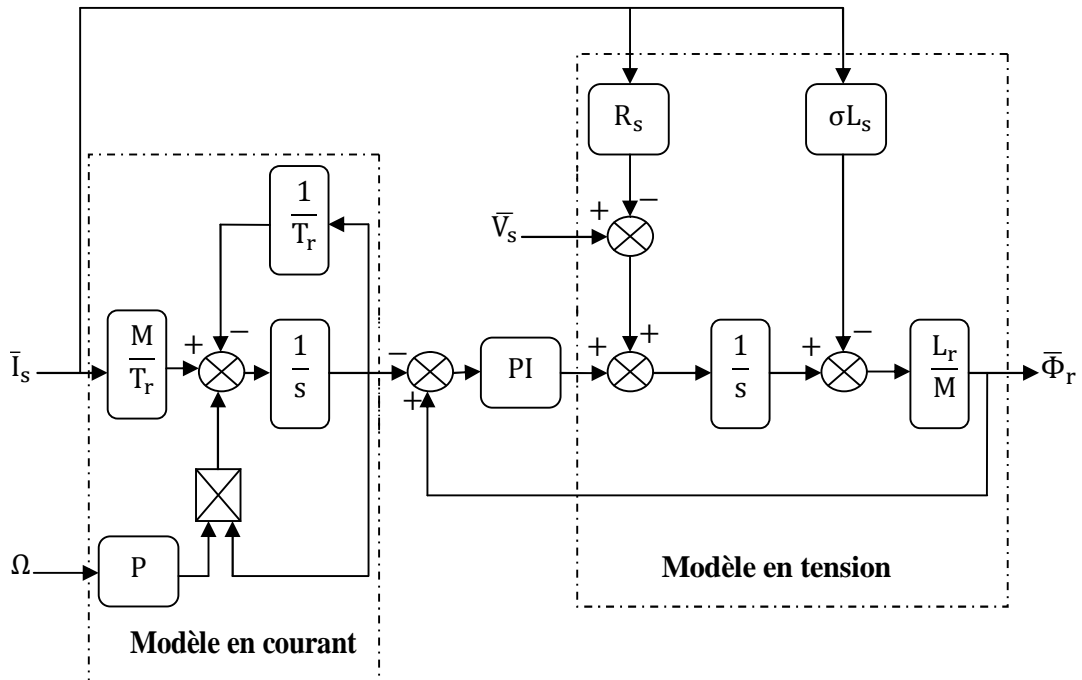 R_s
σL_s
1
T_r
V̄_s
+
−
−
+
+
+
−
Ī_s
M
T_r
+
−
1
s
−
+
PI
1
s
L_r
M
Φ̄_r
Ω
P
Modèle en tension
Modèle en courant